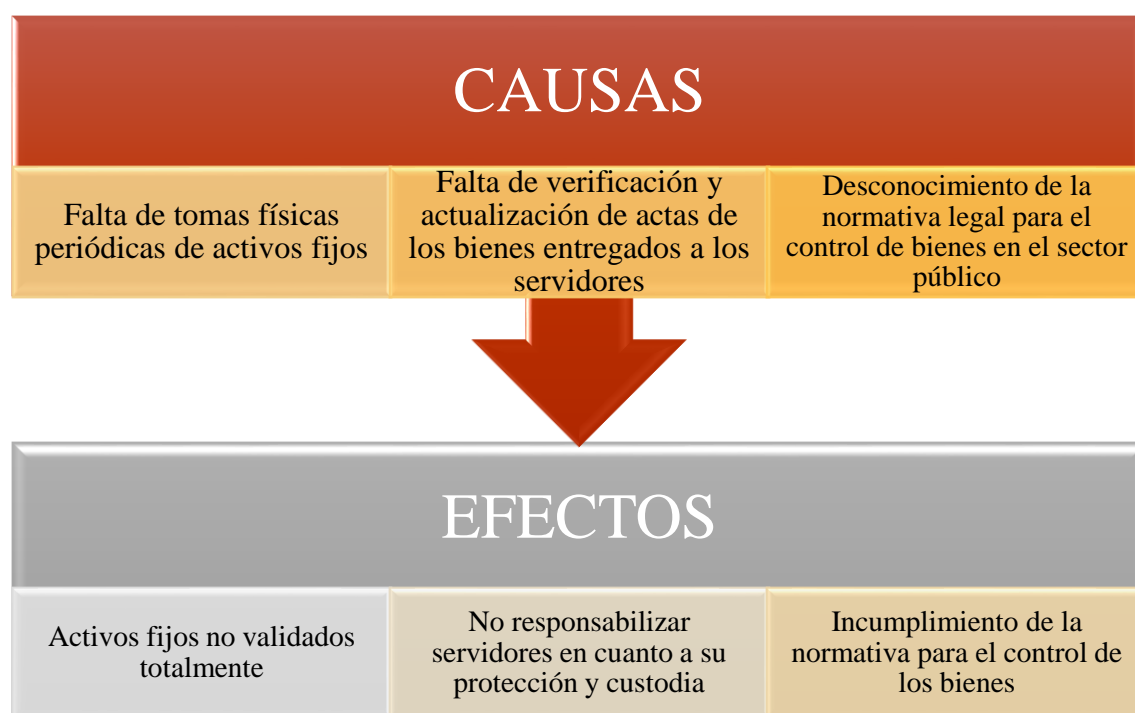 CAUSAS
Falta de tomas físicas
periódicas de activos fijos
Falta de verificación y
actualización de actas de
los bienes entregados a los
servidores
Desconocimiento de la
normativa legal para el
control de bienes en el sector
público
EFECTOS
Activos fijos no validados
totalmente
No responsabilizar
servidores en cuanto a su
protección y custodia
Incumplimiento de la
normativa para el control de
los bienes